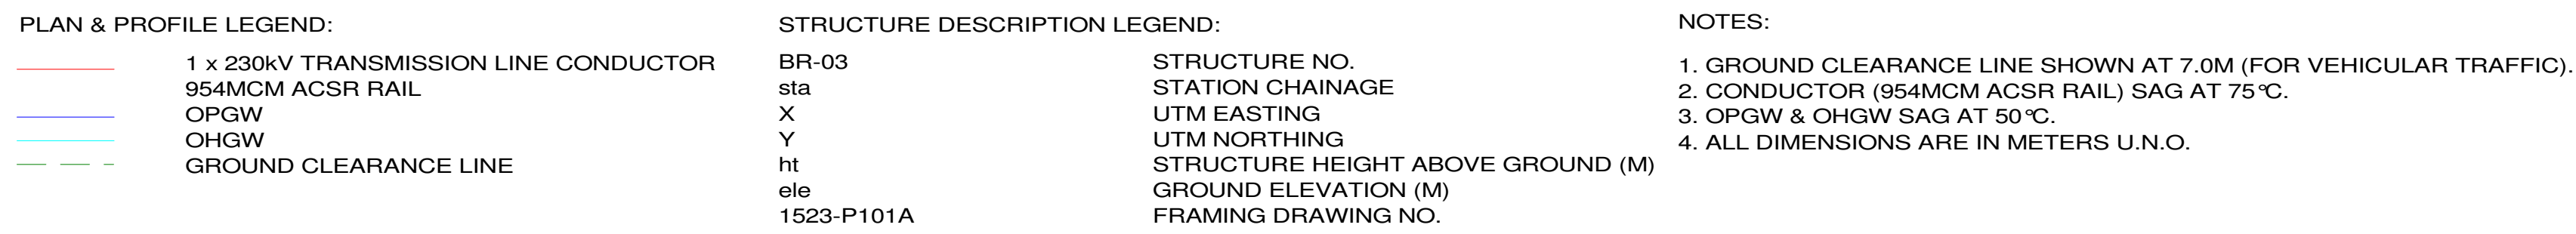 PLAN & PROFILE LEGEND:
1 x 230kV TRANSMISSION LINE CONDUCTOR
954MCM ACSR RAIL
OPGW
OHGW
GROUND CLEARANCE LINE
STRUCTURE DESCRIPTION LEGEND:
BR-03 STRUCTURE NO.
sta STATION CHAINAGE
X UTM EASTING
Y UTM NORTHING
ht STRUCTURE HEIGHT ABOVE GROUND (M)
ele GROUND ELEVATION (M)
1523-P101A FRAMING DRAWING NO.
NOTES:
1. GROUND CLEARANCE LINE SHOWN AT 7.0M (FOR VEHICULAR TRAFFIC).
2. CONDUCTOR (954MCM ACSR RAIL) SAG AT 75°C.
3. OPGW & OHGW SAG AT 50°C.
4. ALL DIMENSIONS ARE IN METERS U.N.O.